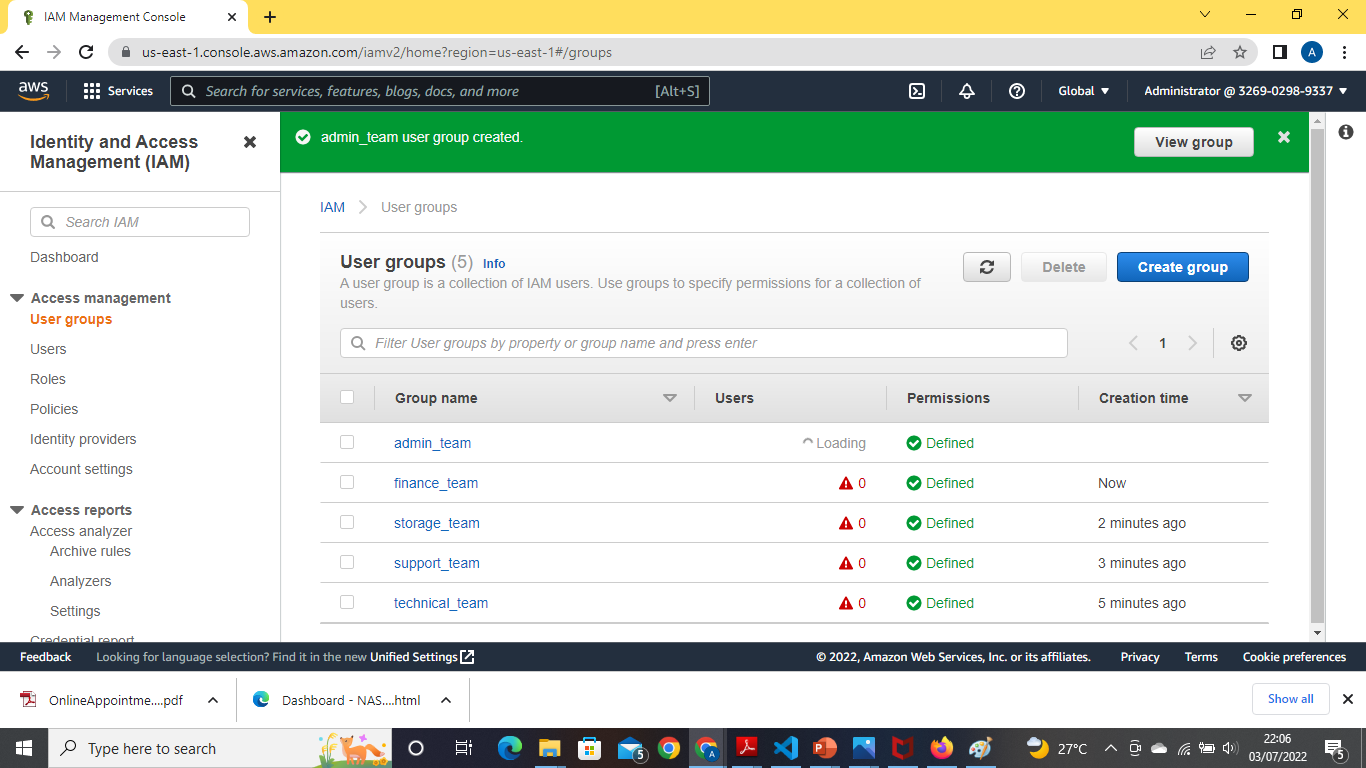 IAM Management Console
us-east-1.console.aws.amazon.com/iamv2/home?region=us-east-1#/groups
A
aws
Services
Search for services, features, blogs, docs, and more
[Alt+S]
Global
Administrator @ 3269-0298-9337
Identity and Access
Management (IAM)
Search IAM
Dashboard
Access management
User groups
Users
Roles
Policies
Identity providers
Account settings
Access reports
Access analyzer
Archive rules
Analyzers
Settings
Credential report
admin_team user group created.
View group
IAM
User groups
User groups (5) Info
A user group is a collection of IAM users. Use groups to specify permissions for a collection of
users.
Delete
Create group
Filter User groups by property or group name and press enter
1
Group name Users Permissions Creation time
admin_team Loading Defined
finance_team 0 Defined Now
storage_team 0 Defined 2 minutes ago
support_team 0 Defined 3 minutes ago
technical_team 0 Defined 5 minutes ago
Feedback
Looking for language selection? Find it in the new Unified Settings
© 2022, Amazon Web Services, Inc. or its affiliates.
Privacy
Terms
Cookie preferences
OnlineAppointme....pdf
Dashboard - NAS....html
Show all
Type here to search
5
A
27°C
22:06
03/07/2022
5